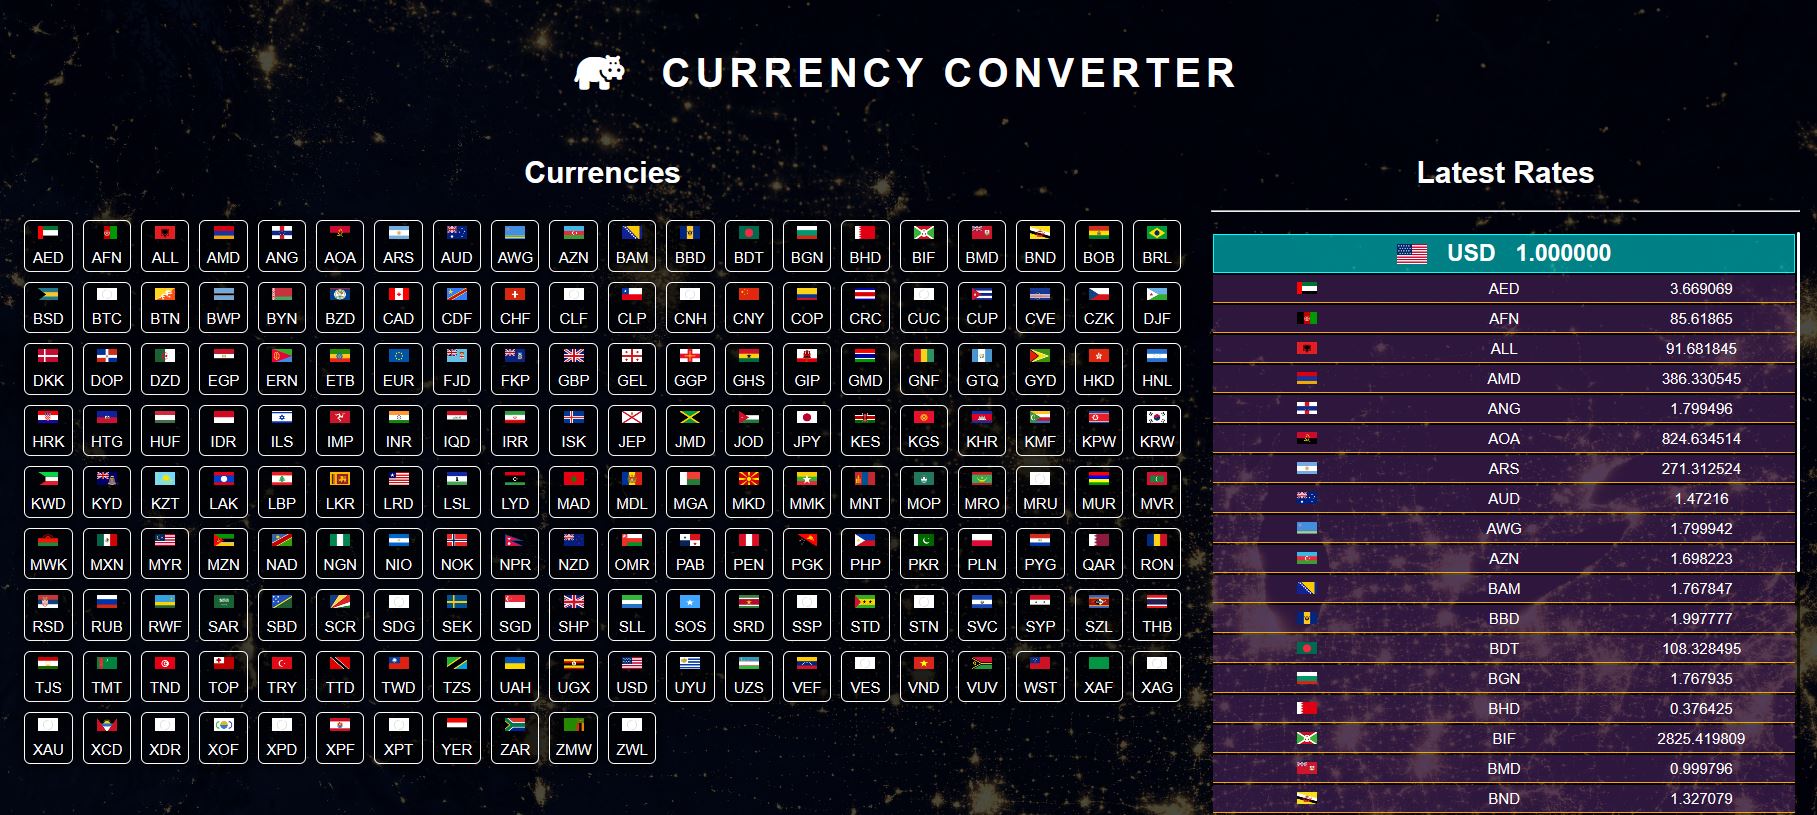 CURRENCY CONVERTER
Currencies
AED AFN ALL AMD ANG AOA ARS AUD AWG AZN BAM BBD BDT BGN BHD BIF BMD BND BOB BRL
BSD BTC BTN BWP BYN BZD CAD CDF CHF CLF CLP CNH CNY COP CRC CUC CUP CVE CZK DJF
DKK DOP DZD EGP ERN ETB EUR FJD FKP GBP GEL GGP GHS GIP GMD GNF GTQ GYD HKD HNL
HRK HTG HUF IDR ILS IMP INR IQD IRR ISK JEP JMD JOD JPY KES KGS KHR KMF KPW KRW
KWD KYD KZT LAK LBP LKR LRD LSL LYD MAD MDL MGA MKD MMK MNT MOP MRO MRU MUR MVR
MWK MXN MYR MZN NAD NGN NIO NOK NPR NZD OMR PAB PEN PGK PHP PKR PLN PYG QAR RON
RSD RUB RWF SAR SBD SCR SDG SEK SGD SHP SLL SOS SRD SSP STD STN SVC SYP SZL THB
TJS TMT TND TOP TRY TTD TWD TZS UAH UGX USD UYU UZS VEF VES VND VUV WST XAF XAG
XAU XCD XDR XOF XPD XPF XPT YER ZAR ZMW ZWL
Latest Rates
USD 1.000000
AED 3.669069
AFN 85.61865
ALL 91.681845
AMD 386.330545
ANG 1.799496
AOA 824.634514
ARS 271.312524
AUD 1.47216
AWG 1.799942
AZN 1.698223
BAM 1.767847
BBD 1.997777
BDT 108.328495
BGN 1.767935
BHD 0.376425
BIF 2825.419809
BMD 0.999796
BND 1.327079